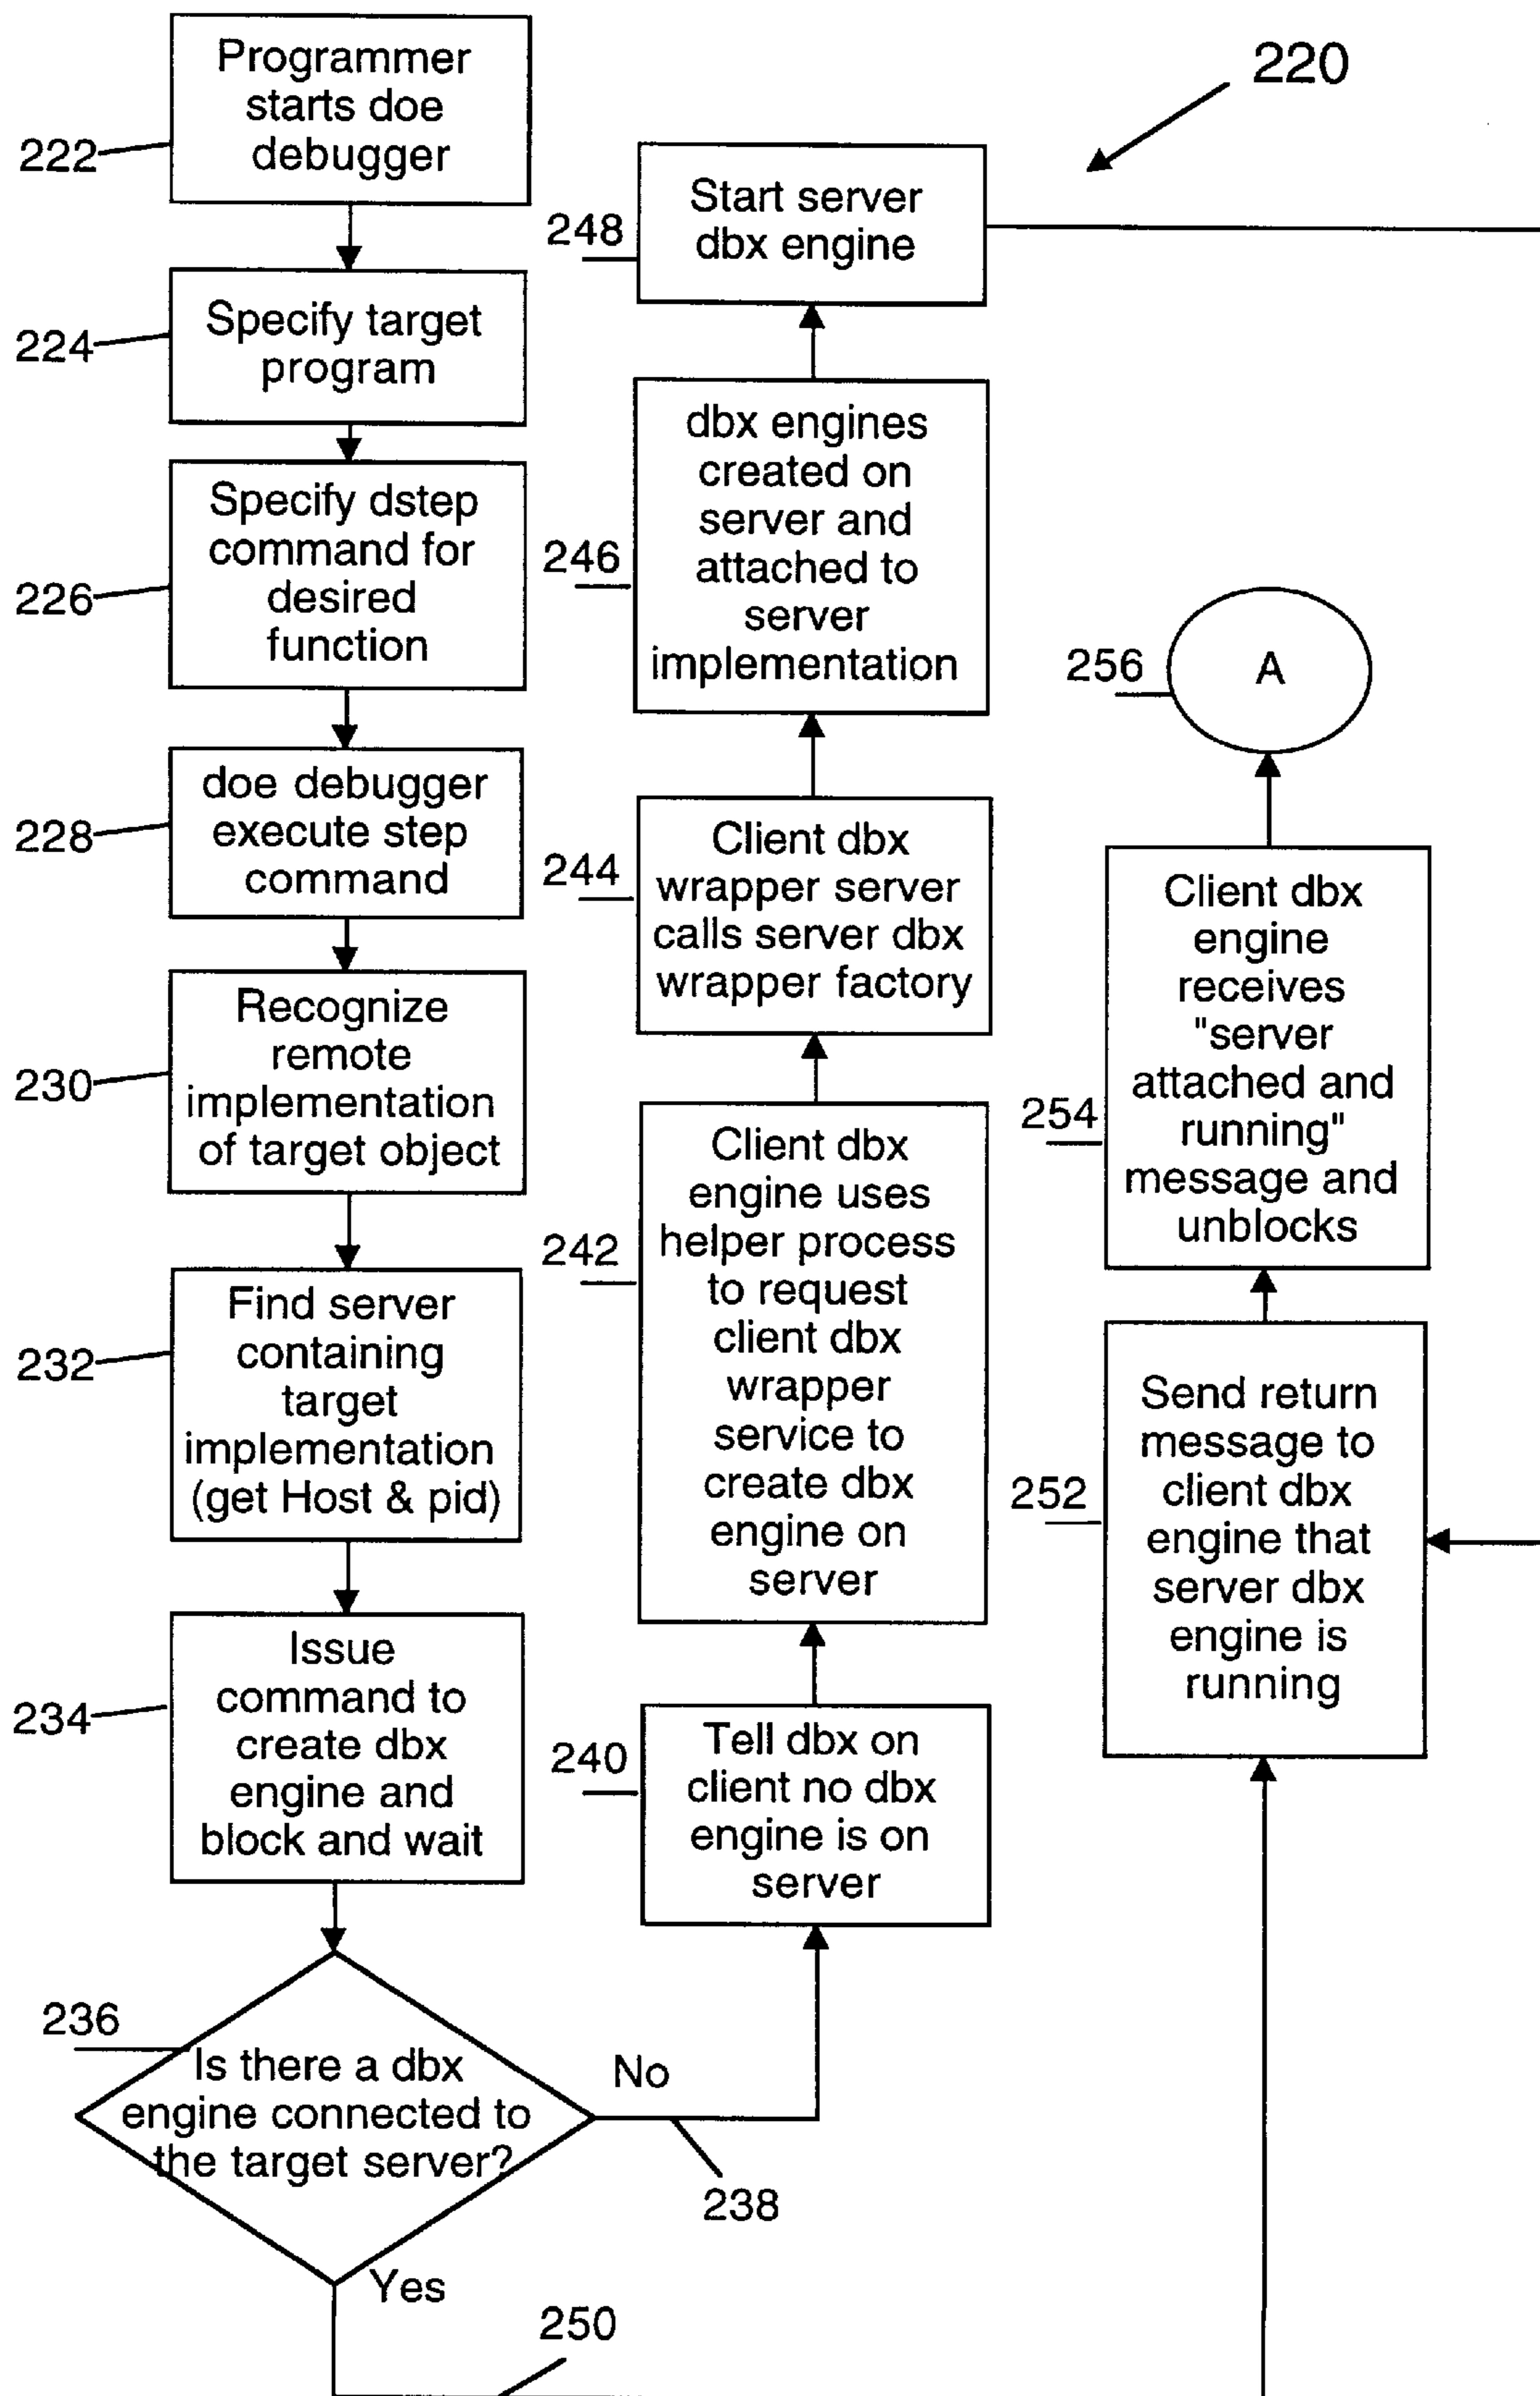 220
222
Programmer
starts doe
debugger
224
Specify target
program
226
Specify dstep
command for
desired
function
228
doe debugger
execute step
command
230
Recognize
remote
implementation
of target object
232
Find server
containing
target
implementation
(get Host & pid)
234
Issue
command to
create dbx
engine and
block and wait
236
Is there a dbx
engine connected to
the target server?
No
238
Yes
250
240
Tell dbx on
client no dbx
engine is on
server
242
Client dbx
engine uses
helper process
to request
client dbx
wrapper
service to
create dbx
engine on
server
244
Client dbx
wrapper server
calls server dbx
wrapper factory
246
dbx engines
created on
server and
attached to
server
implementation
248
Start server
dbx engine
252
Send return
message to
client dbx
engine that
server dbx
engine is
running
254
Client dbx
engine
receives
"server
attached and
running"
message and
unblocks
256
A